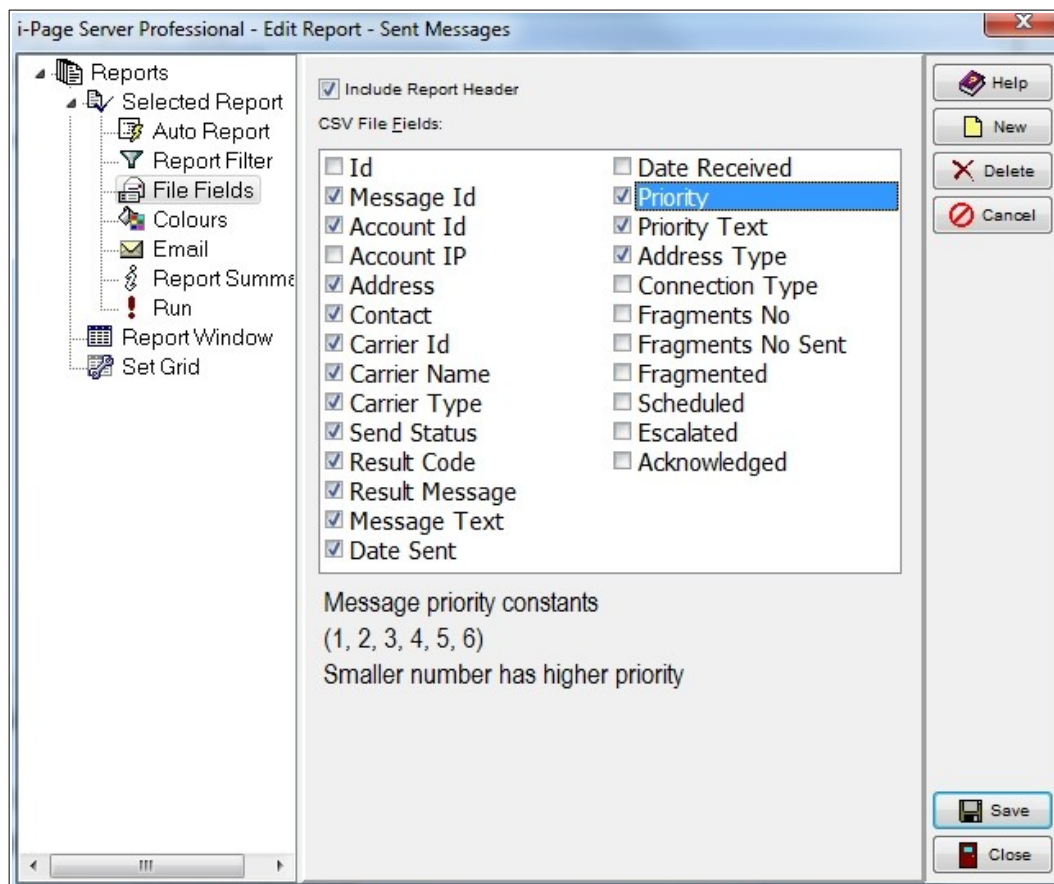 i-Page Server Professional - Edit Report - Sent Messages
Reports
Selected Report
Auto Report
Report Filter
File Fields
Colours
Email
Report Summa
Run
Report Window
Set Grid
Include Report Header
CSV File Fields:
Id
Message Id
Account Id
Account IP
Address
Contact
Carrier Id
Carrier Name
Carrier Type
Send Status
Result Code
Result Message
Message Text
Date Sent
Date Received
Priority
Priority Text
Address Type
Connection Type
Fragments No
Fragments No Sent
Fragmented
Scheduled
Escalated
Acknowledged
Message priority constants
(1, 2, 3, 4, 5, 6)
Smaller number has higher priority
Help
New
Delete
Cancel
Save
Close